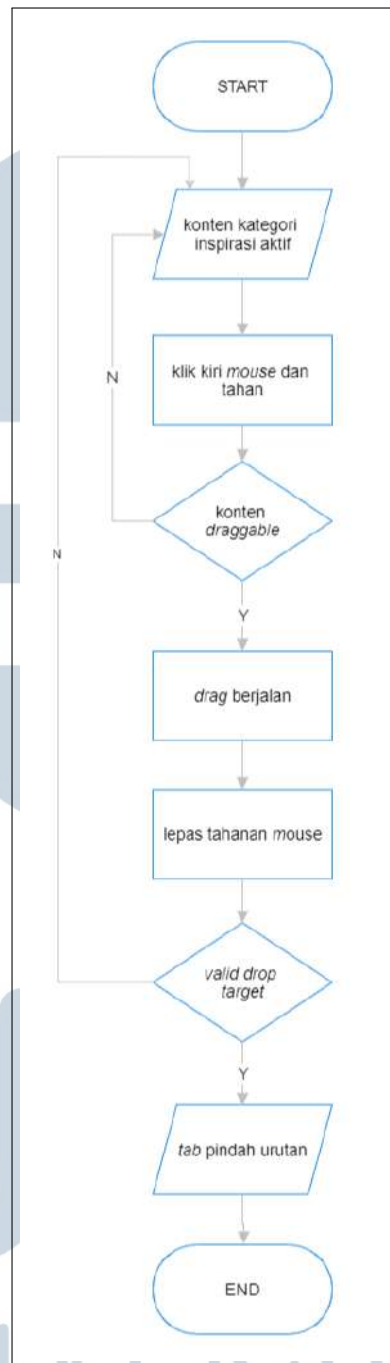 START
konten kategori
inspirasi aktif
klik kiri mouse dan
tahan
N
konten
draggable
N
Y
drag berjalan
lepas tahanan mouse
valid drop
target
Y
tab pindah urutan
END